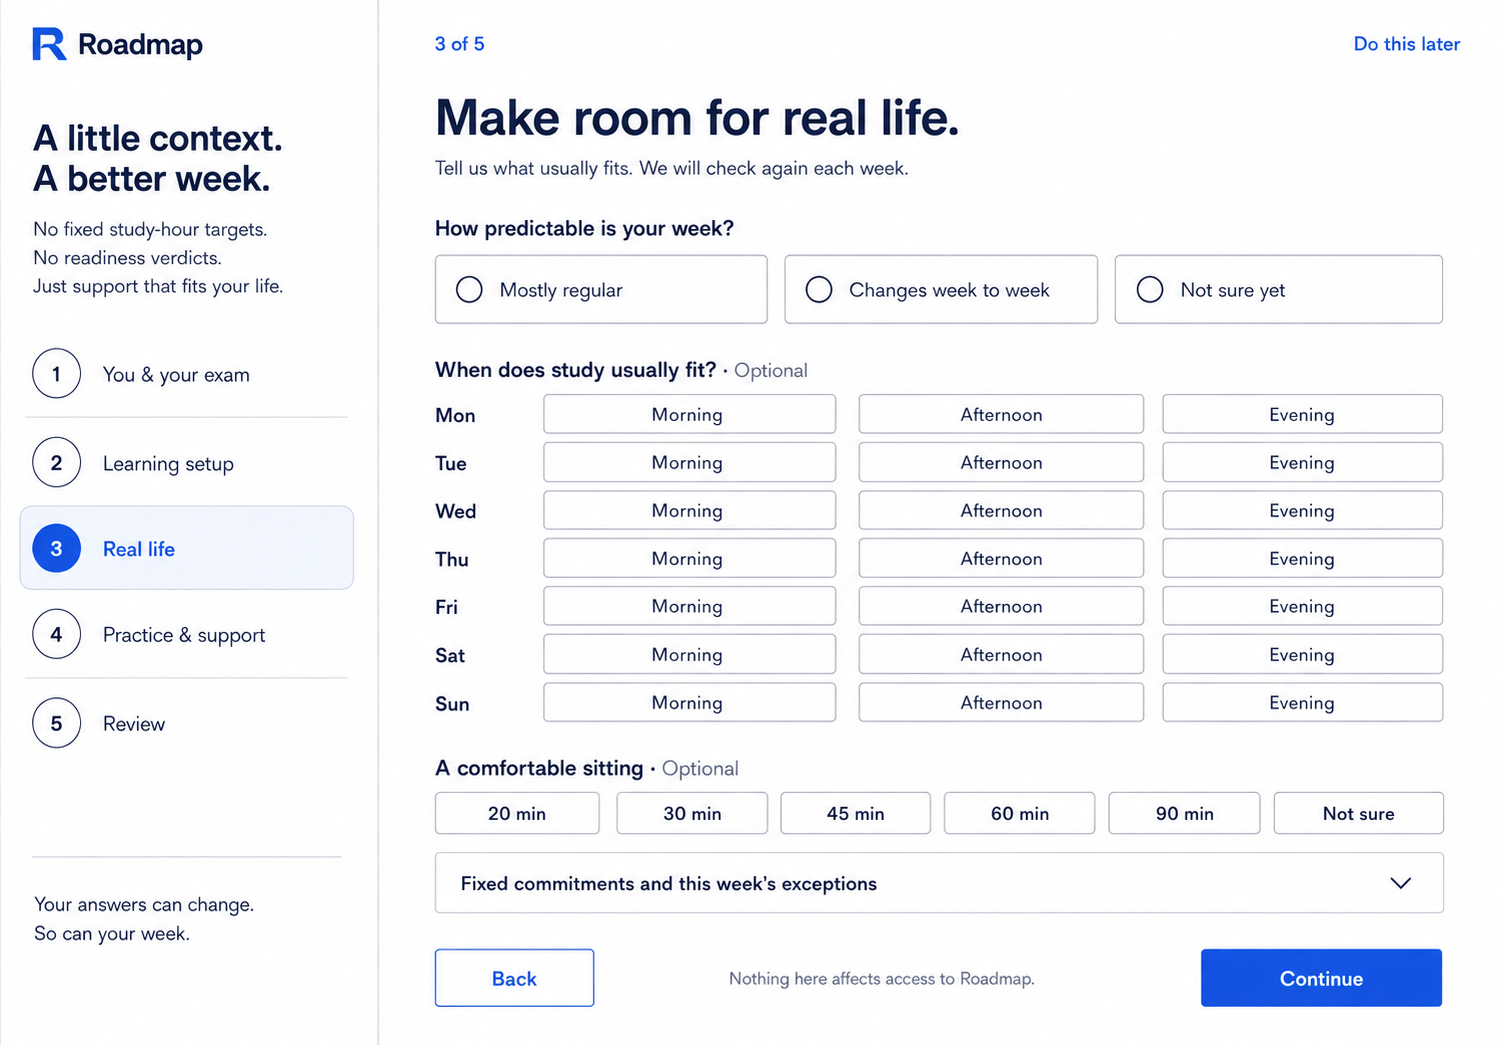 Roadmap
A little context.
A better week.
No fixed study-hour targets.
No readiness verdicts.
Just support that fits your life.
1 You & your exam
2 Learning setup
3 Real life
4 Practice & support
5 Review
Your answers can change.
So can your week.
3 of 5
Do this later
Make room for real life.
Tell us what usually fits. We will check again each week.
How predictable is your week?
Mostly regular
Changes week to week
Not sure yet
When does study usually fit? · Optional
Mon Morning Afternoon Evening
Tue Morning Afternoon Evening
Wed Morning Afternoon Evening
Thu Morning Afternoon Evening
Fri Morning Afternoon Evening
Sat Morning Afternoon Evening
Sun Morning Afternoon Evening
A comfortable sitting · Optional
20 min 30 min 45 min 60 min 90 min Not sure
Fixed commitments and this week's exceptions
Back
Nothing here affects access to Roadmap.
Continue